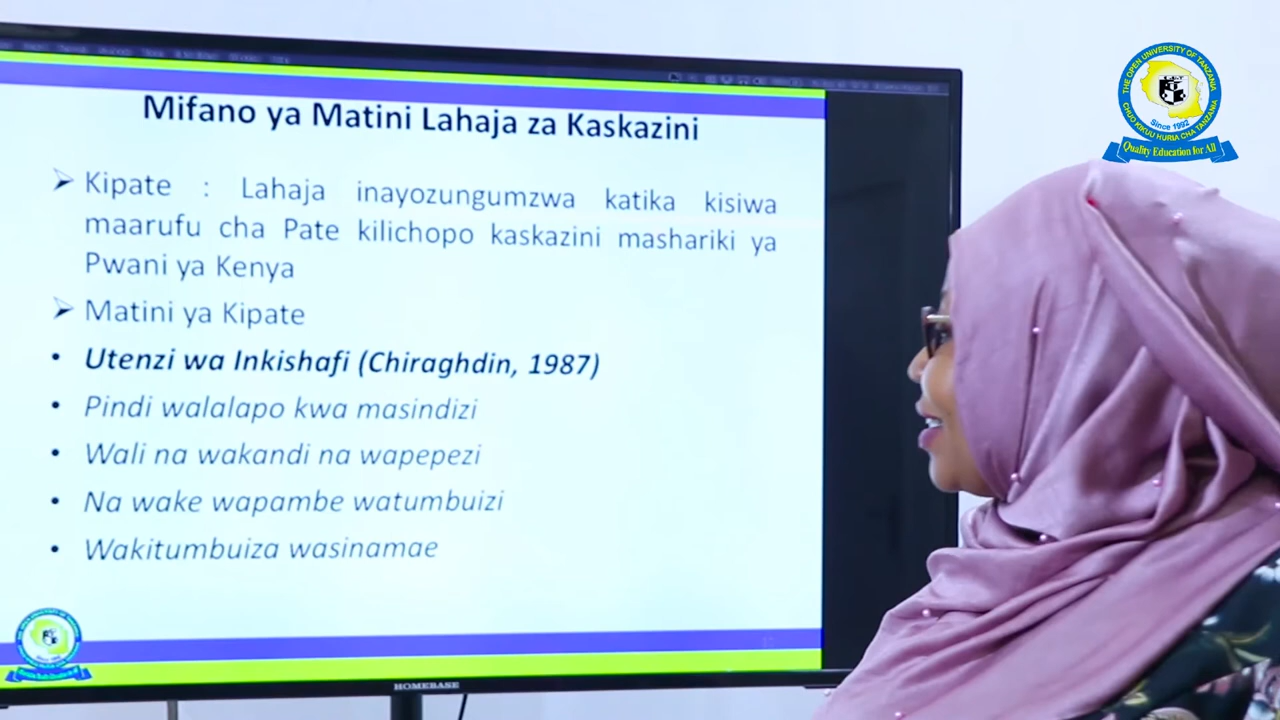 Mifano ya Matini Lahaja za Kaskazini
➢ Kipate : Lahaja inayozungumzwa katika kisiwa
maarufu cha Pate kilichopo kaskazini mashariki ya
Pwani ya Kenya
➢ Matini ya Kipate
• Utenzi wa Inkishafi (Chiraghdin, 1987)
• Pindi walalapo kwa masindizi
• Wali na wakandi na wapepezi
• Na wake wapambe watumbuizi
• Wakitumbuiza wasinamae
HOMEBASE
THE OPEN UNIVERSITY OF TANZANIA
CHUO KIKUU HURIA CHA TANZANIA
Since 1992
Quality Education for All